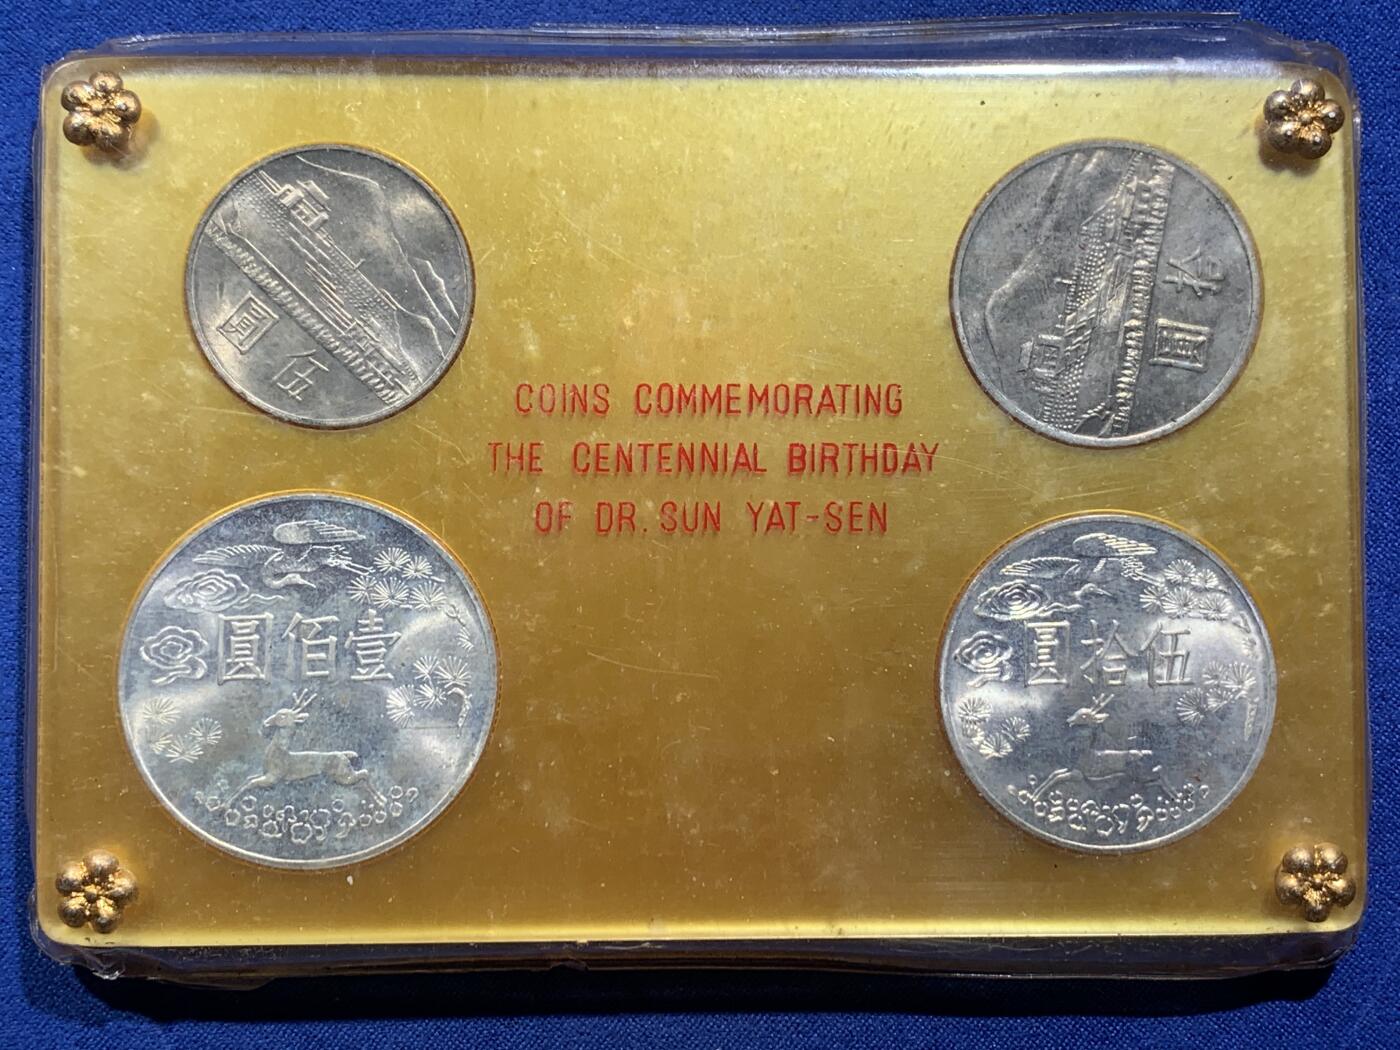 伍圓
拾圓
COINS COMMEMORATING
THE CENTENNIAL BIRTHDAY
OF DR. SUN YAT-SEN
圓佰壹
圓拾伍